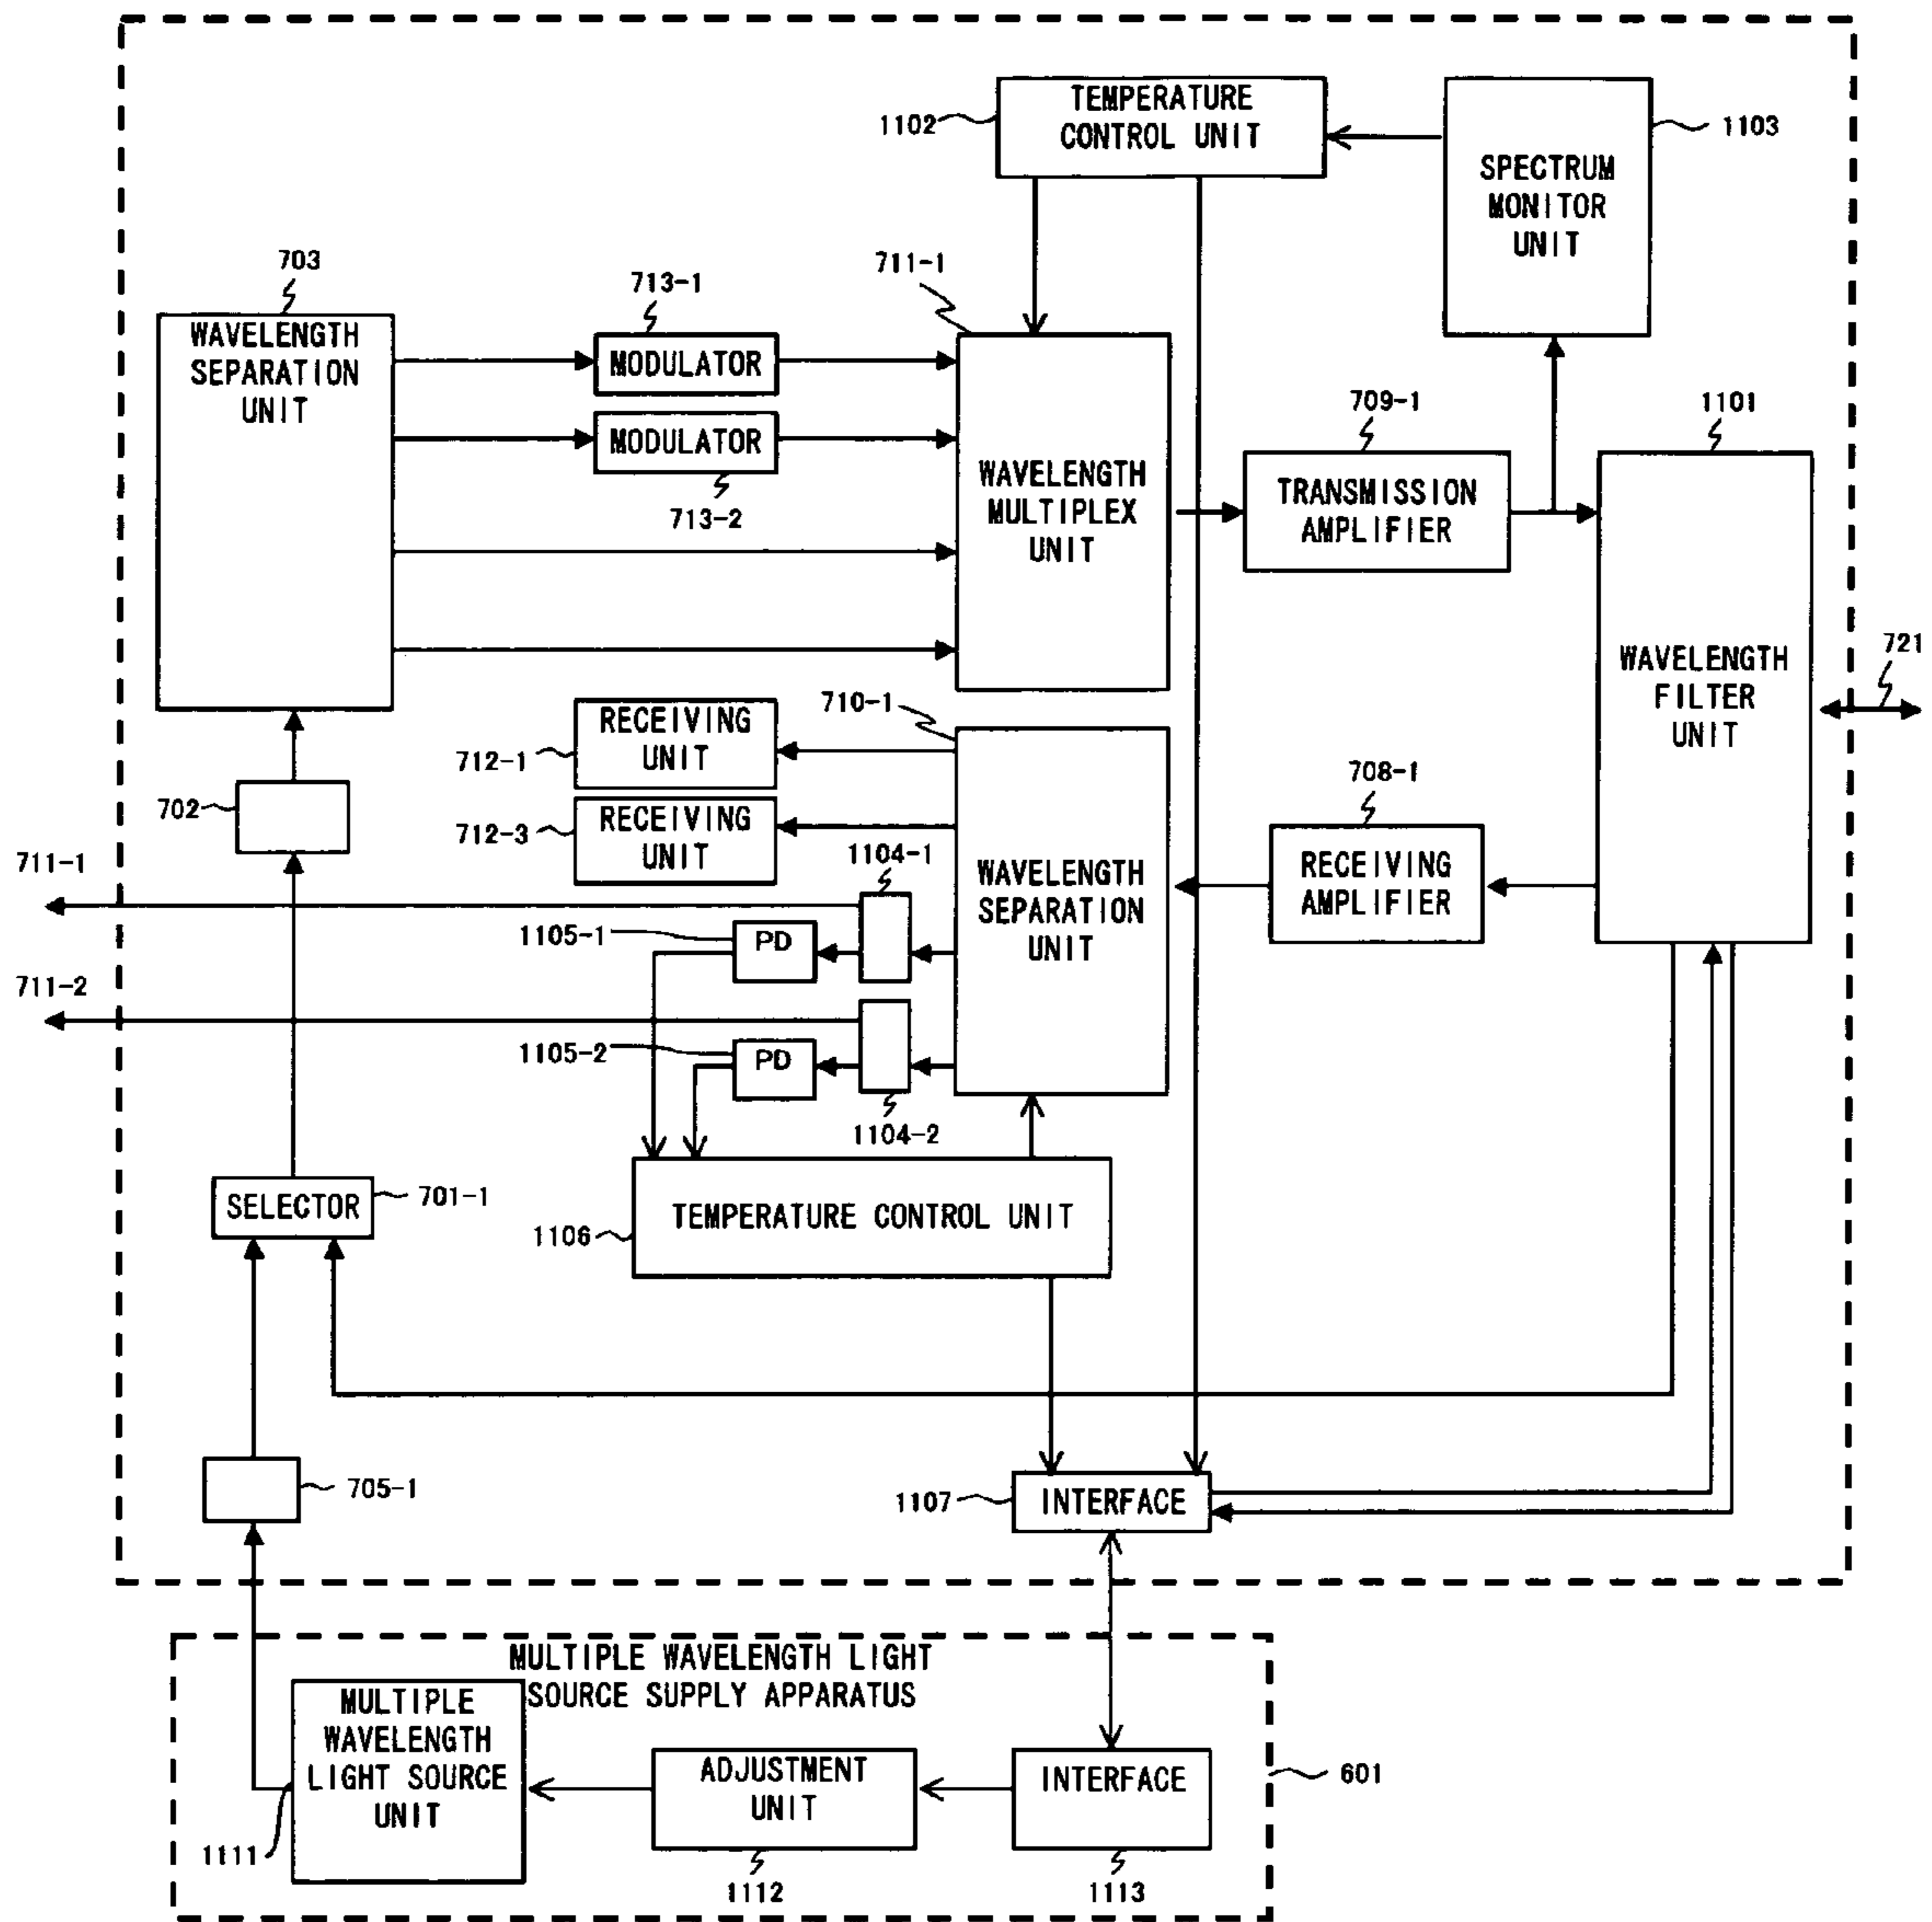 TEMPERATURE
CONTROL UNIT
1102
1103
SPECTRUM
MONITOR
UNIT
703
WAVELENGTH
SEPARATION
UNIT
713-1
MODULATOR
MODULATOR
713-2
711-1
WAVELENGTH
MULTIPLEX
UNIT
709-1
TRANSMISSION
AMPLIFIER
1101
WAVELENGTH
FILTER
UNIT
721
702
RECEIVING
UNIT
712-1
RECEIVING
UNIT
712-3
710-1
WAVELENGTH
SEPARATION
UNIT
708-1
RECEIVING
AMPLIFIER
711-1
1104-1
1105-1
PD
711-2
1105-2
PD
1104-2
SELECTOR
701-1
TEMPERATURE CONTROL UNIT
1106
705-1
1107
INTERFACE
MULTIPLE WAVELENGTH LIGHT
SOURCE SUPPLY APPARATUS
MULTIPLE
WAVELENGTH
LIGHT SOURCE
UNIT
1111
ADJUSTMENT
UNIT
1112
INTERFACE
1113
601